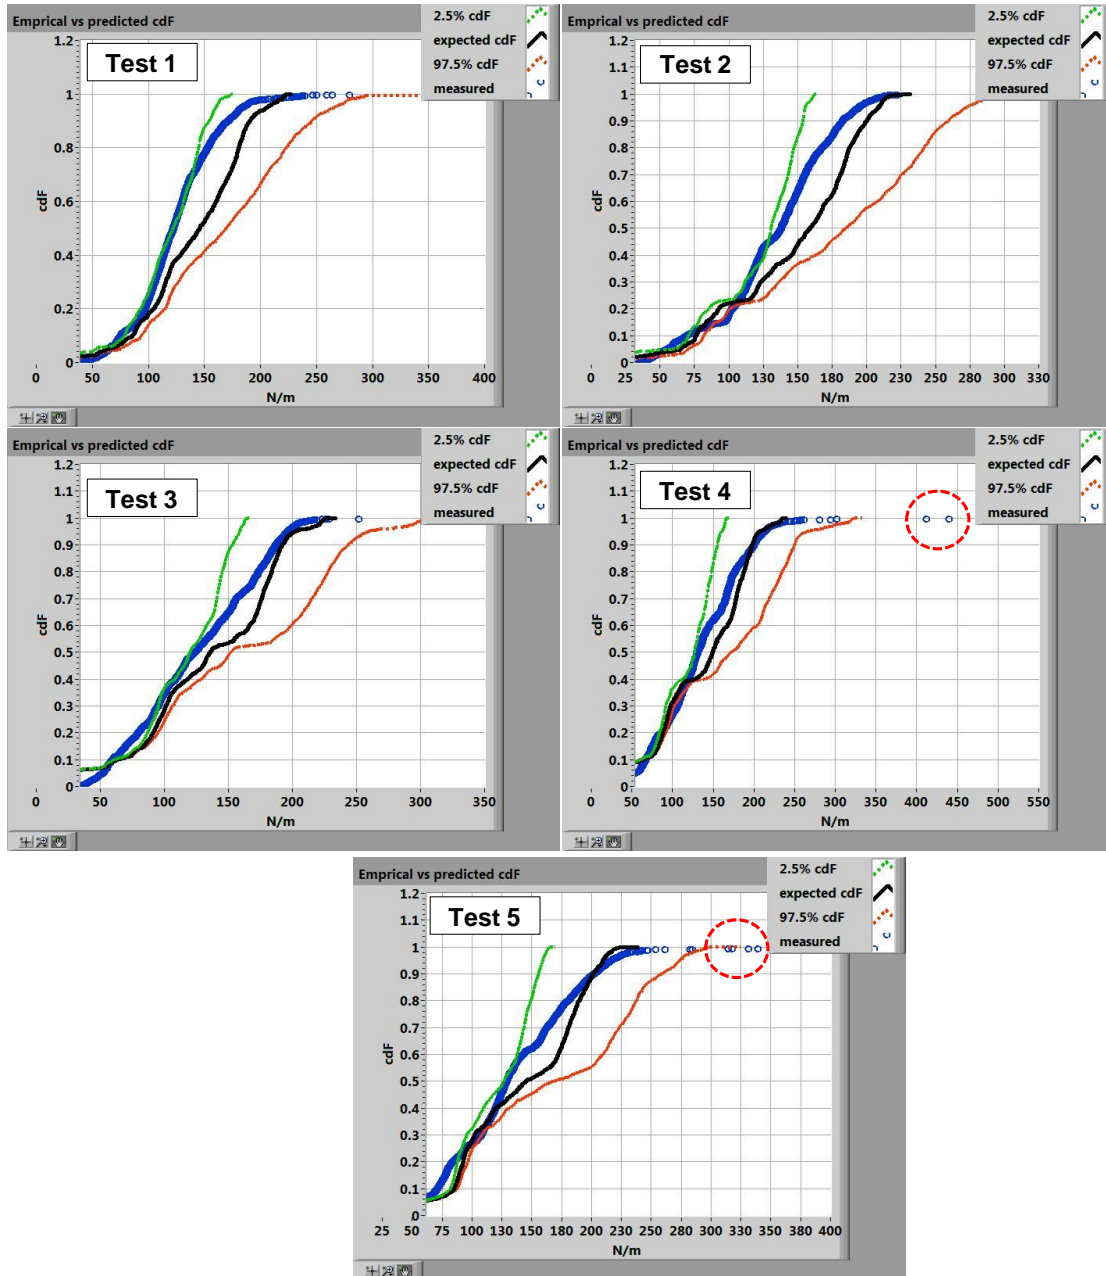 Emprical vs predicted cdF
2.5% cdF
expected cdF
97.5% cdF
measured
Test 1
1.2
1
0.8
0.6
0.4
0.2
0
cdF
0 50 100 150 200 250 300 350 400
N/m
Emprical vs predicted cdF
2.5% cdF
expected cdF
97.5% cdF
measured
Test 2
1.2
1.1
1
0.9
0.8
0.7
0.6
0.5
0.4
0.3
0.2
0.1
0
cdF
0 25 50 75 100 130 150 180 200 230 250 280 300 330
N/m
Emprical vs predicted cdF
2.5% cdF
expected cdF
97.5% cdF
measured
Test 3
1.2
1.1
1
0.9
0.8
0.7
0.6
0.5
0.4
0.3
0.2
0.1
0
cdF
0 50 100 150 200 250 300 350
N/m
Emprical vs predicted cdF
2.5% cdF
expected cdF
97.5% cdF
measured
Test 4
1.2
1.1
1
0.9
0.8
0.7
0.6
0.5
0.4
0.3
0.2
0.1
0
cdF
0 50 100 150 200 250 300 350 400 450 500 550
N/m
Emprical vs predicted cdF
2.5% cdF
expected cdF
97.5% cdF
measured
Test 5
1.2
1.1
1
0.9
0.8
0.7
0.6
0.5
0.4
0.3
0.2
0.1
0
cdF
25 50 75 100 130 150 180 200 230 250 280 300 330 350 380 400
N/m